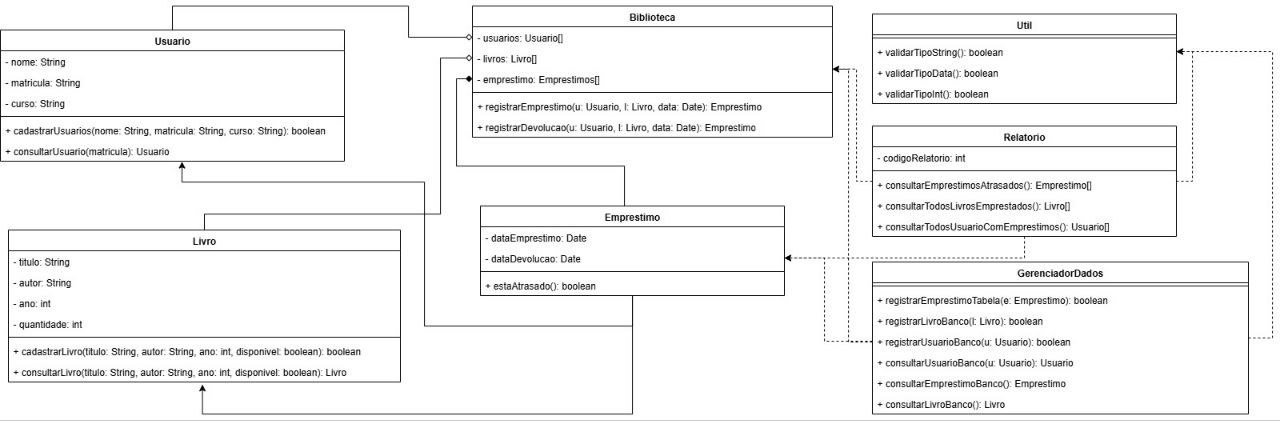 Usuario
- nome: String
- matricula: String
- curso: String
+ cadastrarUsuarios(nome: String, matricula: String, curso: String): boolean
+ consultarUsuario(matricula): Usuario
Biblioteca
- usuarios: Usuario[]
- livros: Livro[]
- emprestimo: Emprestimos[]
+ registrarEmprestimo(u: Usuario, l: Livro, data: Date): Emprestimo
+ registrarDevolucao(u: Usuario, l: Livro, data: Date): Emprestimo
Util
+ validarTipoString(): boolean
+ validarTipoData(): boolean
+ validarTipoInt(): boolean
Relatorio
- codigoRelatorio: int
+ consultarEmprestimosAtrasados(): Emprestimo[]
+ consultarTodosLivrosEmprestados(): Livro[]
+ consultarTodosUsuarioComEmprestimos(): Usuario[]
Livro
- titulo: String
- autor: String
- ano: int
- quantidade: int
+ cadastrarLivro(titulo: String, autor: String, ano: int, disponivel: boolean): boolean
+ consultarLivro(titulo: String, autor: String, ano: int, disponivel: boolean): Livro
Emprestimo
- dataEmprestimo: Date
- dataDevolucao: Date
+ estaAtrasado(): boolean
GerenciadorDados
+ registrarEmprestimoTabela(e: Emprestimo): boolean
+ registrarLivroBanco(l: Livro): boolean
+ registrarUsuarioBanco(u: Usuario): boolean
+ consultarUsuarioBanco(u: Usuario): Usuario
+ consultarEmprestimoBanco(): Emprestimo
+ consultarLivroBanco(): Livro